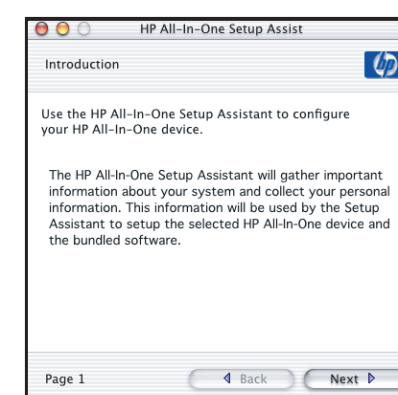 HP All-In-One Setup Assist
Introduction
hp
Use the HP All-In-One Setup Assistant to configure
your HP All-In-One device.
The HP All-In-One Setup Assistant will gather important
information about your system and collect your personal
information. This information will be used by the Setup
Assistant to setup the selected HP All-In-One device and
the bundled software.
Page 1
Back
Next